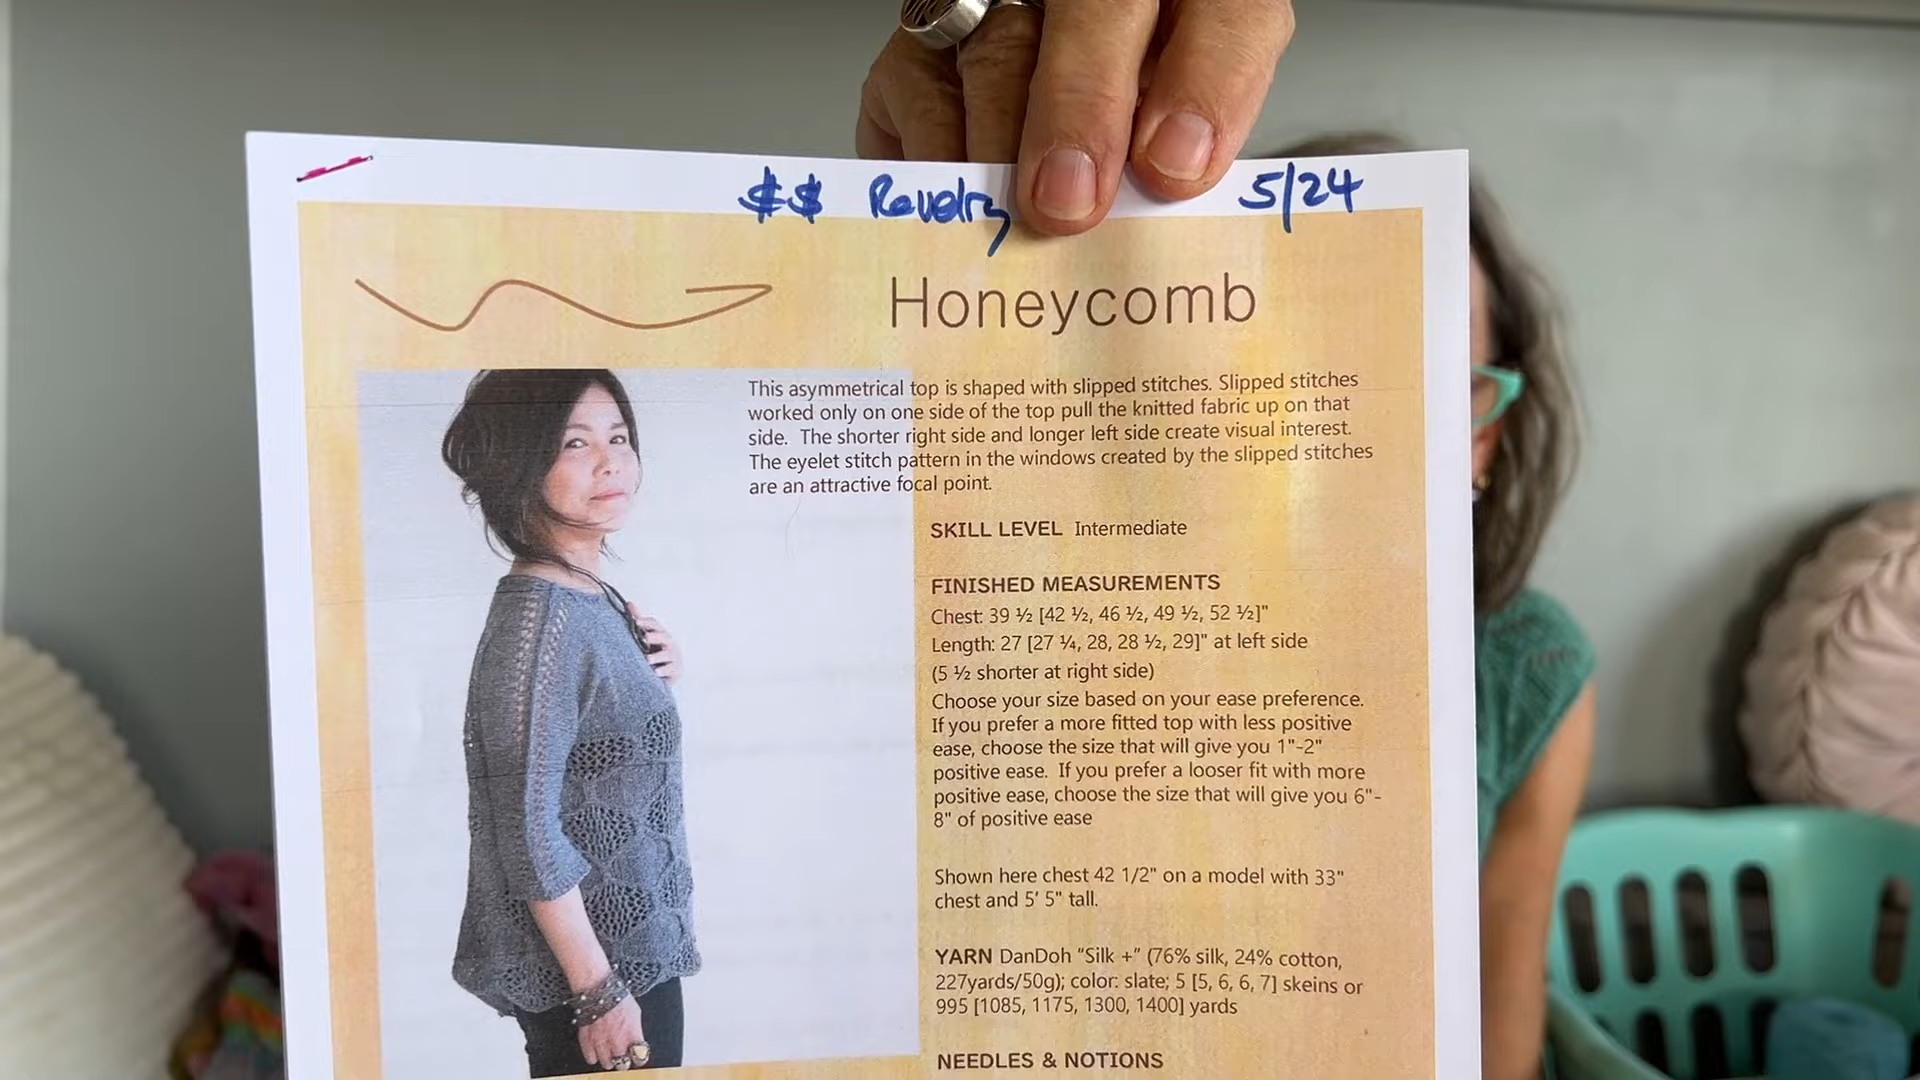 $$ Ravelry 5/24
Honeycomb
This asymmetrical top is shaped with slipped stitches. Slipped stitches
worked only on one side of the top pull the knitted fabric up on that
side. The shorter right side and longer left side create visual interest.
The eyelet stitch pattern in the windows created by the slipped stitches
are an attractive focal point.
SKILL LEVEL Intermediate
FINISHED MEASUREMENTS
Chest: 39 ½ [42 ½, 46 ½, 49 ½, 52 ½]"
Length: 27 [27 ¼, 28, 28 ½, 29]" at left side
(5 ½ shorter at right side)
Choose your size based on your ease preference.
If you prefer a more fitted top with less positive
ease, choose the size that will give you 1"-2"
positive ease. If you prefer a looser fit with more
positive ease, choose the size that will give you 6"-
8" of positive ease
Shown here chest 42 1/2" on a model with 33"
chest and 5' 5" tall.
YARN DanDoh “Silk +” (76% silk, 24% cotton,
227yards/50g); color: slate; 5 [5, 6, 6, 7] skeins or
995 [1085, 1175, 1300, 1400] yards
NEEDLES & NOTIONS